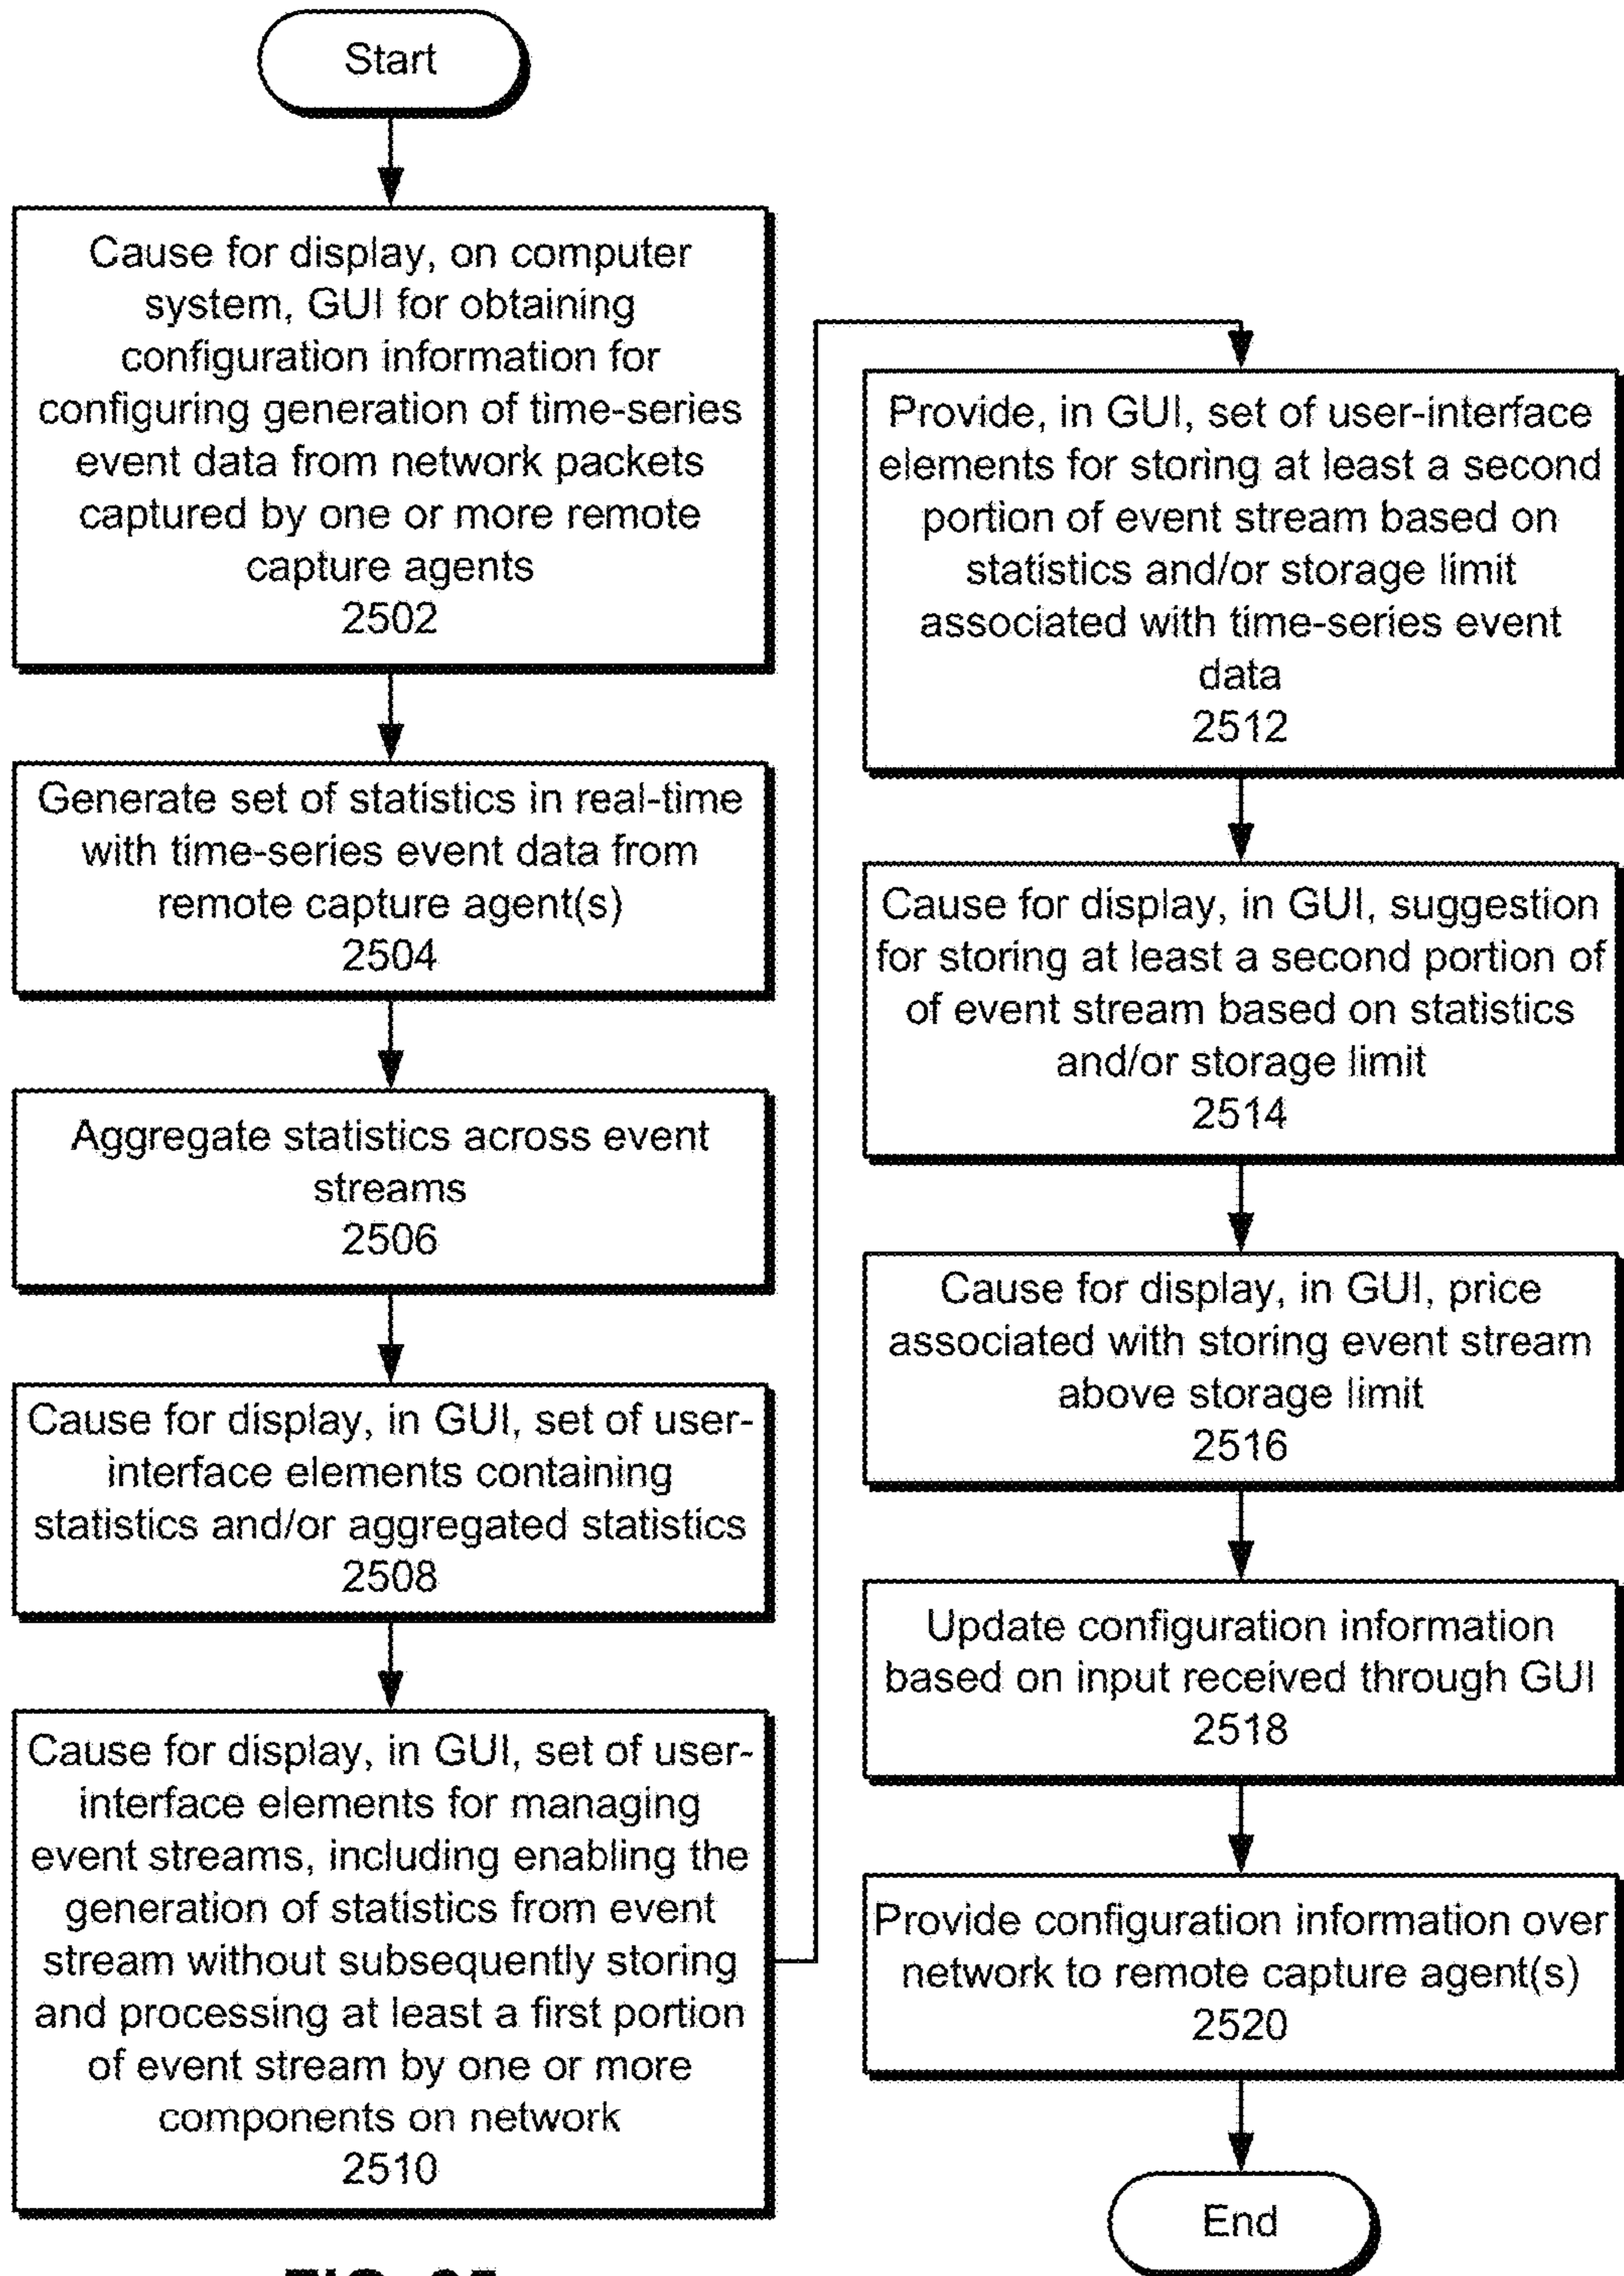 Start
Cause for display, on computer
system, GUI for obtaining
configuration information for
configuring generation of time-series
event data from network packets
captured by one or more remote
capture agents
2502
Generate set of statistics in real-time
with time-series event data from
remote capture agent(s)
2504
Aggregate statistics across event
streams
2506
Cause for display, in GUI, set of user-
interface elements containing
statistics and/or aggregated statistics
2508
Cause for display, in GUI, set of user-
interface elements for managing
event streams, including enabling the
generation of statistics from event
stream without subsequently storing
and processing at least a first portion
of event stream by one or more
components on network
2510
Provide, in GUI, set of user-interface
elements for storing at least a second
portion of event stream based on
statistics and/or storage limit
associated with time-series event
data
2512
Cause for display, in GUI, suggestion
for storing at least a second portion of
of event stream based on statistics
and/or storage limit
2514
Cause for display, in GUI, price
associated with storing event stream
above storage limit
2516
Update configuration information
based on input received through GUI
2518
Provide configuration information over
network to remote capture agent(s)
2520
End